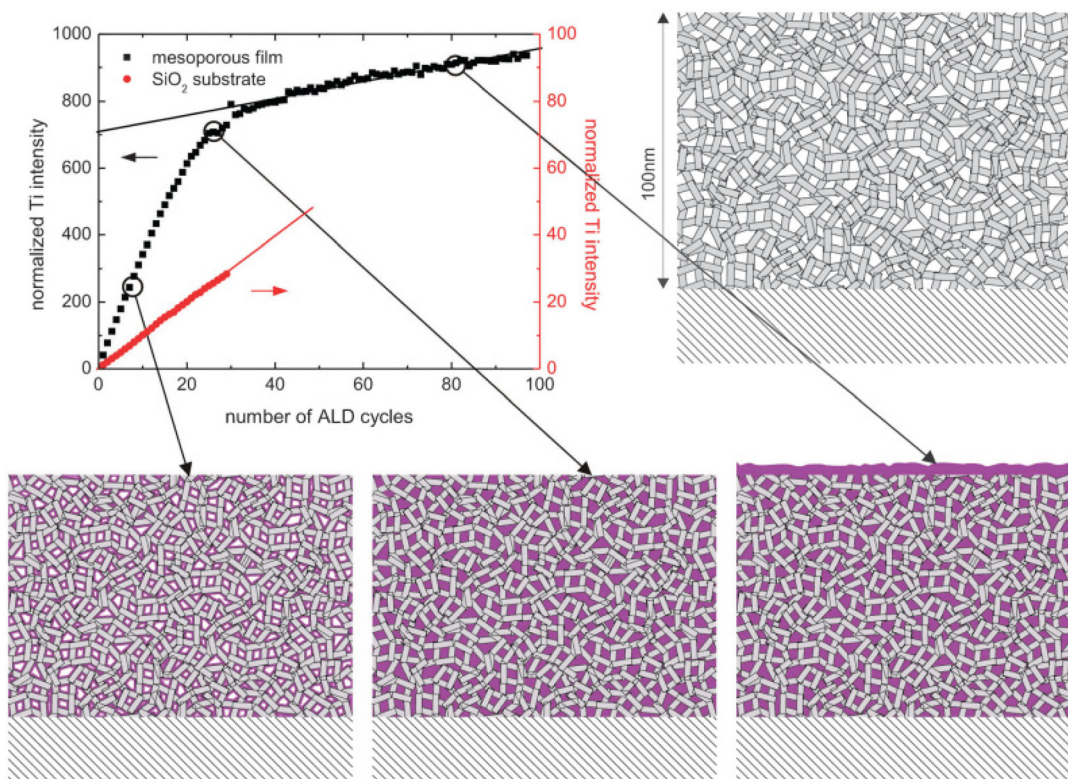 1000
800
600
400
200
0
normalized Ti intensity
mesoporous film
SiO₂ substrate
100
80
60
40
20
0
normalized Ti intensity
0 20 40 60 80 100
number of ALD cycles
100nm